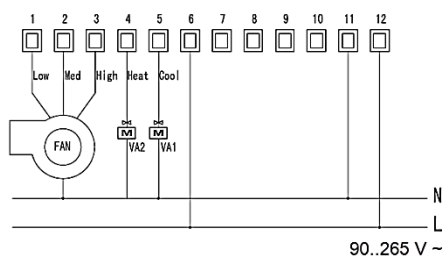 1 2 3 4 5 6 7 8 9 10 11 12
Low Med High Heat Cool
FAN M M
VA2 VA1
N
L
90..265 V ~